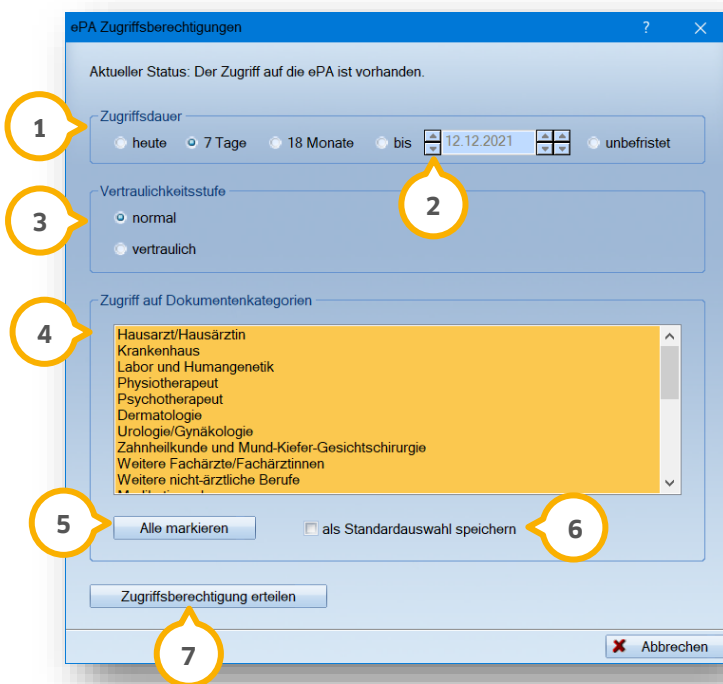 ePA Zugriffsberechtigungen ?
Aktueller Status: Der Zugriff auf die ePA ist vorhanden.
1
Zugriffsdauer
heute 7 Tage 18 Monate bis 12.12.2021 unbefristet
2
3
Vertraulichkeitsstufe
normal
vertraulich
4
Zugriff auf Dokumentenkategorien
Hausarzt/Hausärztin
Krankenhaus
Labor und Humangenetik
Physiotherapeut
Psychotherapeut
Dermatologie
Urologie/Gynäkologie
Zahnheilkunde und Mund-Kiefer-Gesichtschirurgie
Weitere Fachärzte/Fachärztinnen
Weitere nicht-ärztliche Berufe
5
Alle markieren als Standardauswahl speichern
6
Zugriffsberechtigung erteilen
7
Abbrechen